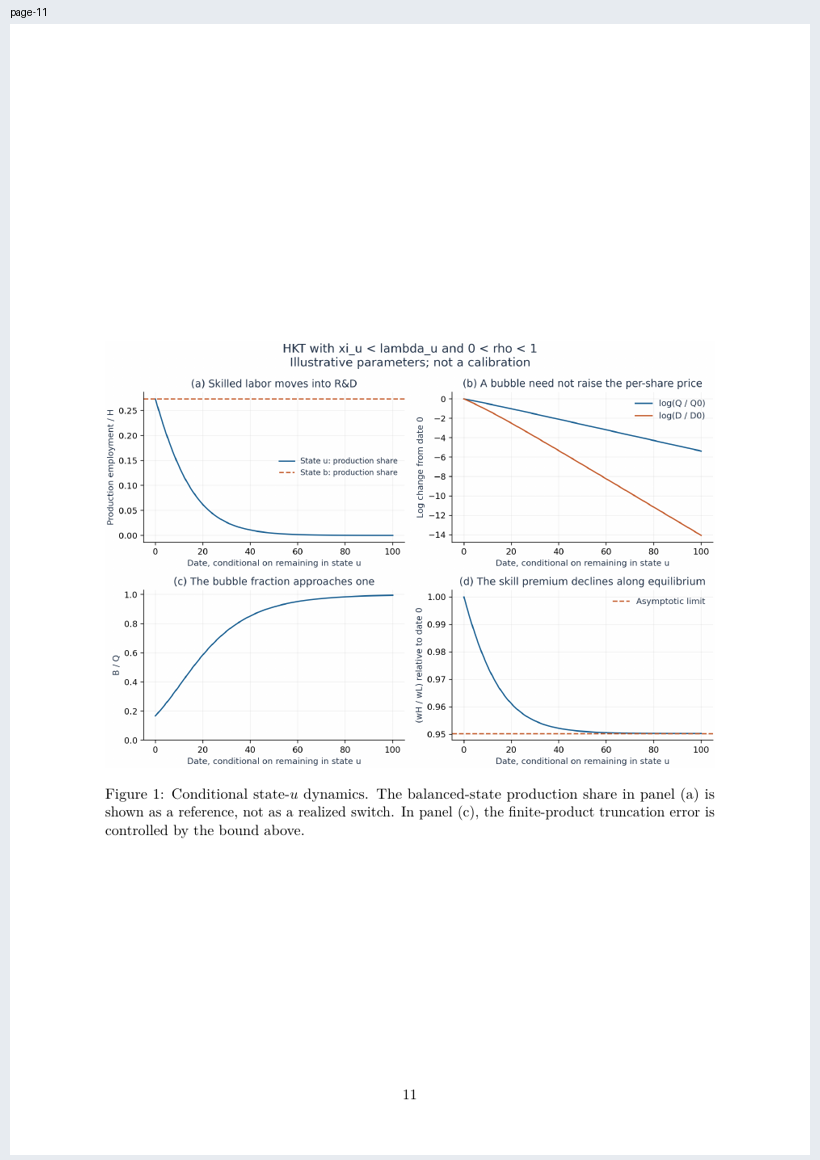 page-11
HKT with xi_u < lambda_u and 0 < rho < 1
Illustrative parameters; not a calibration
(a) Skilled labor moves into R&D
Production employment / H
0.25
0.20
0.15
0.10
0.05
0.00
State u: production share
State b: production share
0 20 40 60 80 100
Date, conditional on remaining in state u
(b) A bubble need not raise the per-share price
Log change from date 0
0
−2
−4
−6
−8
−10
−12
−14
log(Q / Q0)
log(D / D0)
0 20 40 60 80 100
Date, conditional on remaining in state u
(c) The bubble fraction approaches one
B / Q
1.0
0.8
0.6
0.4
0.2
0.0
0 20 40 60 80 100
Date, conditional on remaining in state u
(d) The skill premium declines along equilibrium
(wH / wL) relative to date 0
1.00
0.99
0.98
0.97
0.96
0.95
Asymptotic limit
0 20 40 60 80 100
Date, conditional on remaining in state u
Figure 1: Conditional state-u dynamics. The balanced-state production share in panel (a) is
shown as a reference, not as a realized switch. In panel (c), the finite-product truncation error is
controlled by the bound above.
11